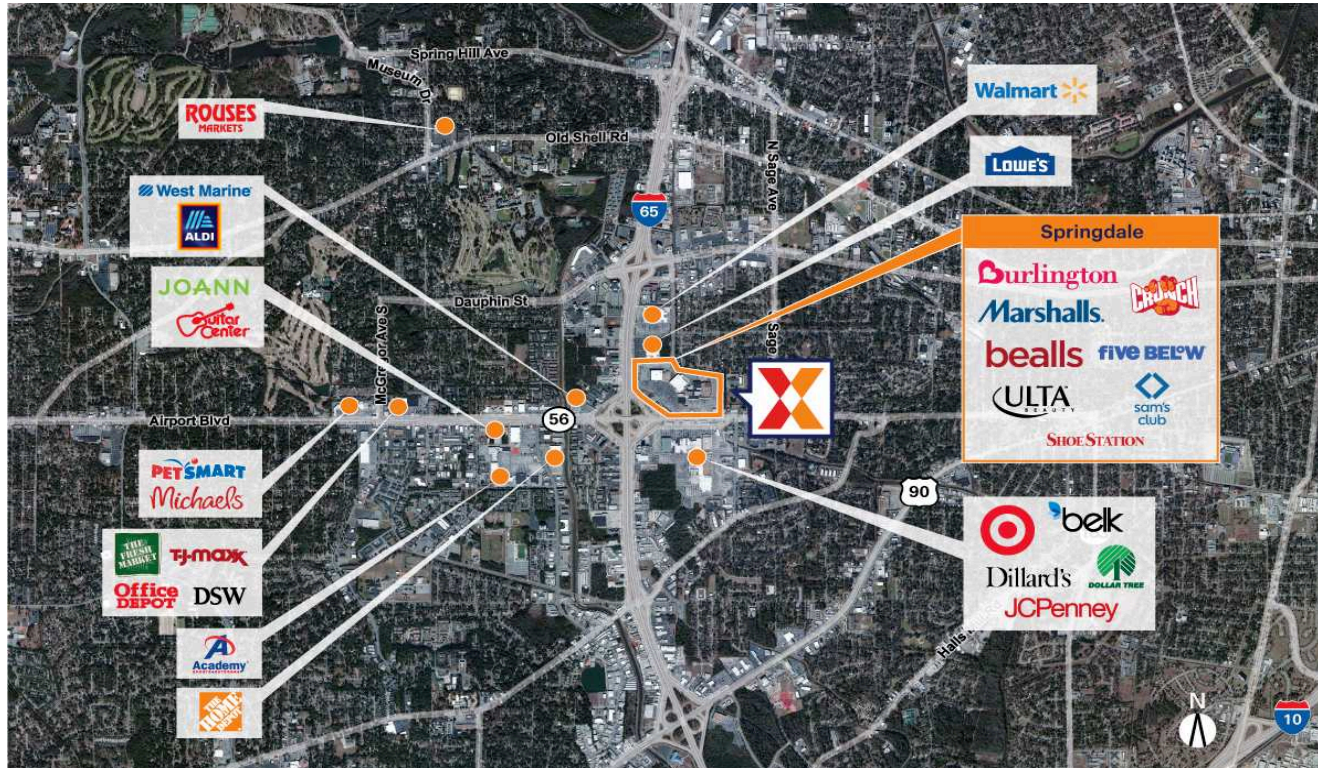 Spring Hill Ave
Museum Dr
ROUSES
MARKETS
Old Shell Rd
N Sage Ave
Walmart
LOWE'S
West Marine
ALDI
65
Springdale
Burlington
CRUNCH
Marshalls.
bealls
five BELOW
ULTA
BEAUTY
sam's
club
SHOE STATION
JOANN
Guitar
Center
Dauphin St
Sage
McGregor Ave S
Airport Blvd
56
X
PETSMART
Michaels
90
THE
FRESH
MARKET
T•J•maxx
Office
DEPOT
DSW
belk
Dillard's
DOLLAR TREE
JCPenney
Academy
THE
HOME
DEPOT
Halls
N
10